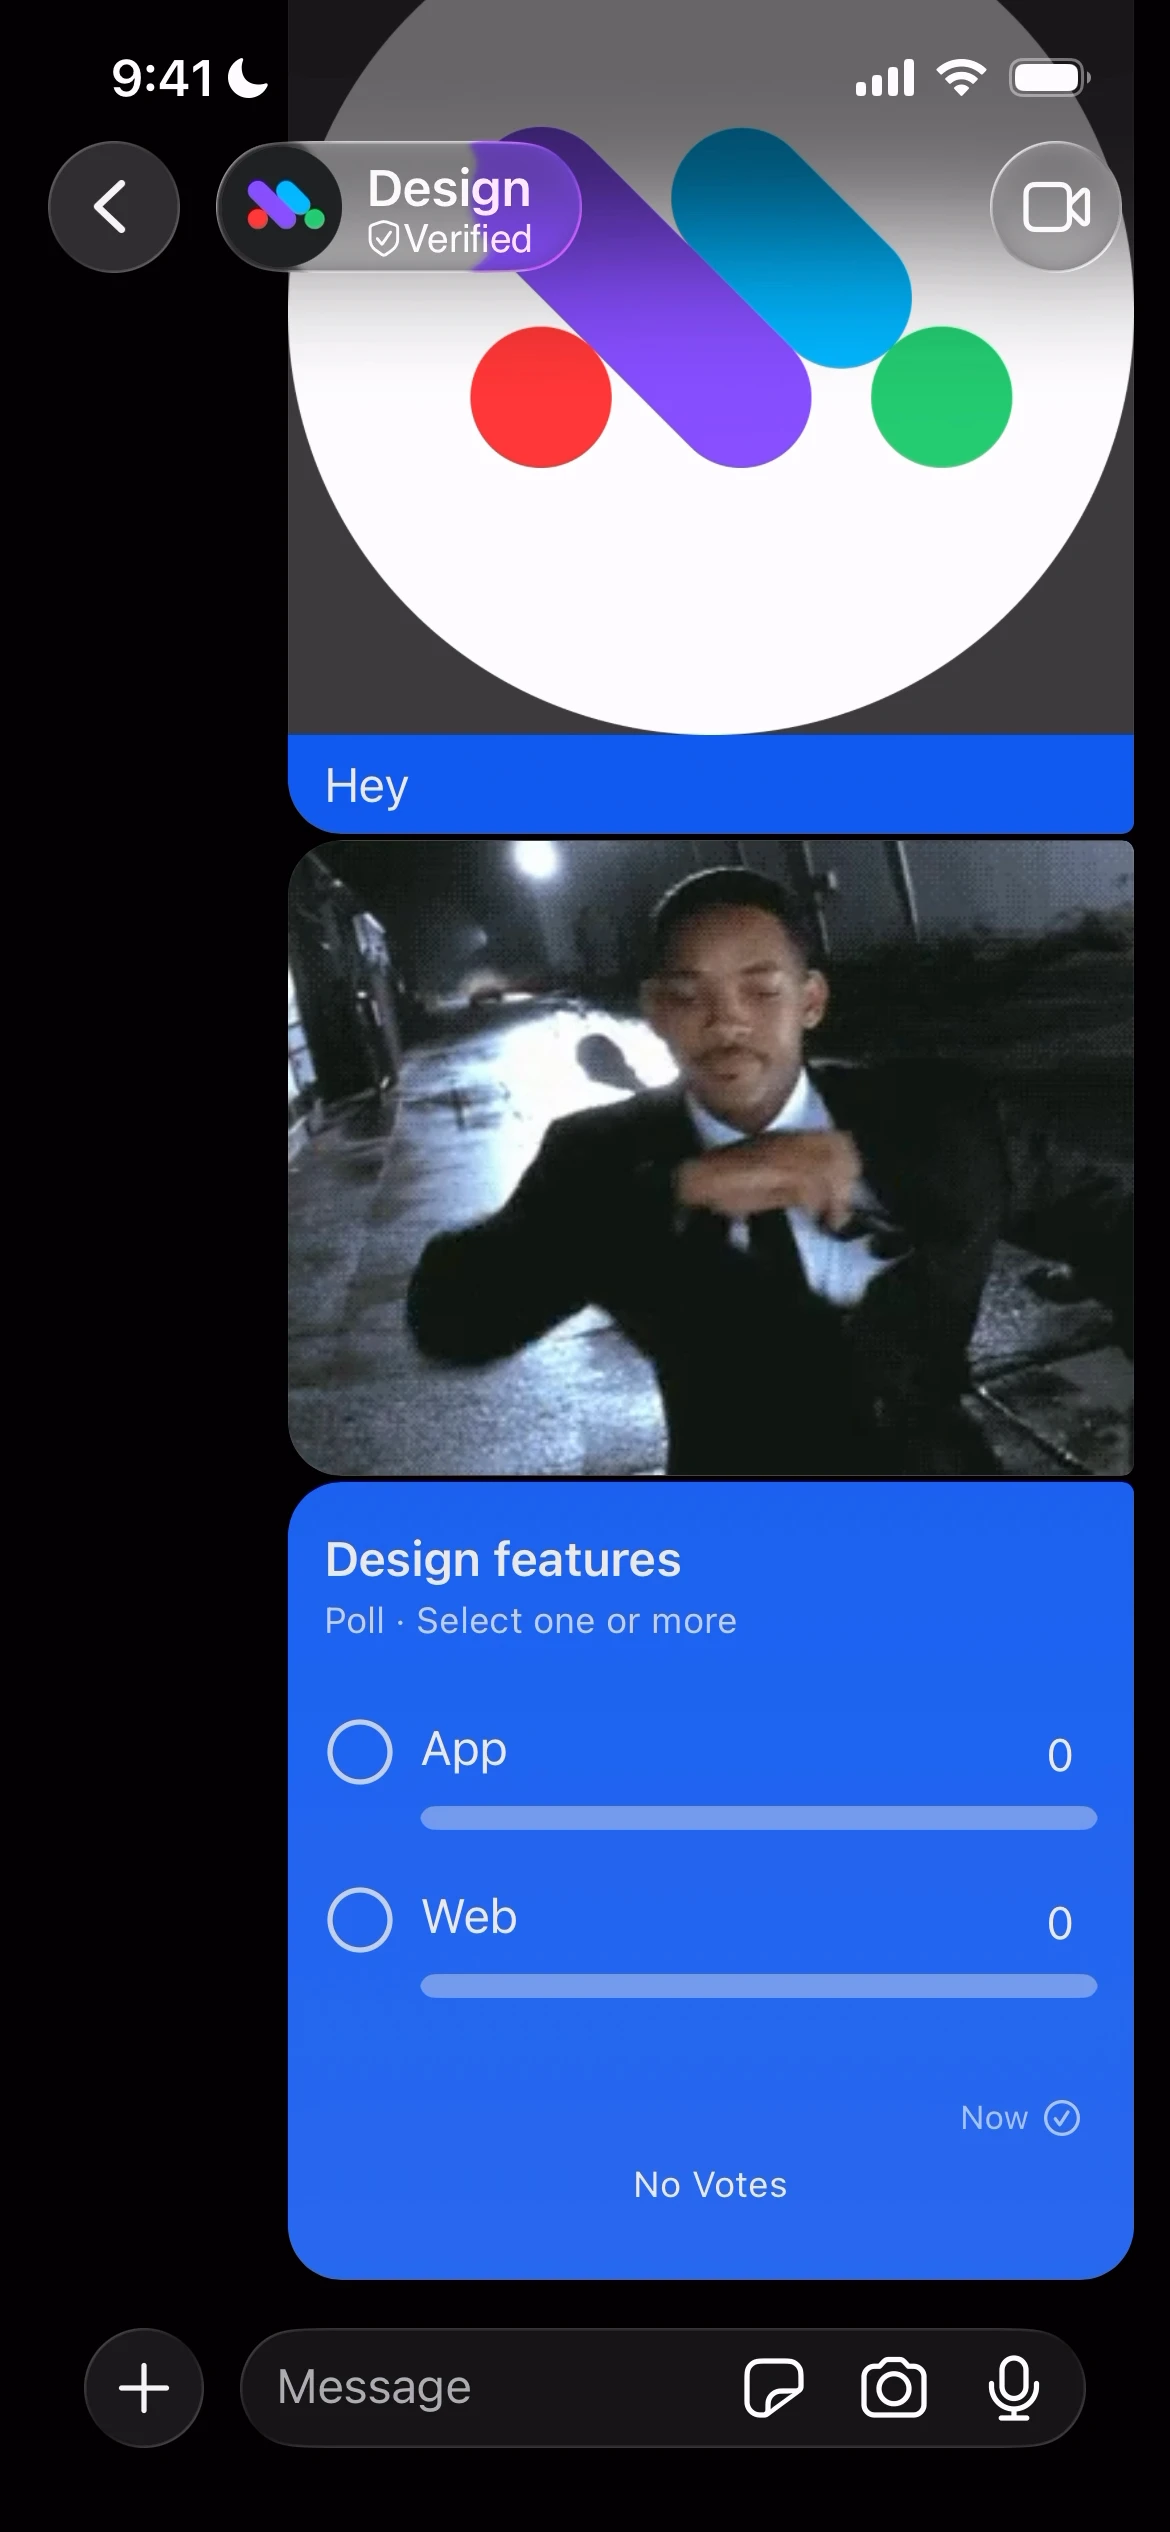 9:41
Design
Verified
Hey
Design features
Poll · Select one or more
App
0
Web
0
Now
No Votes
Message